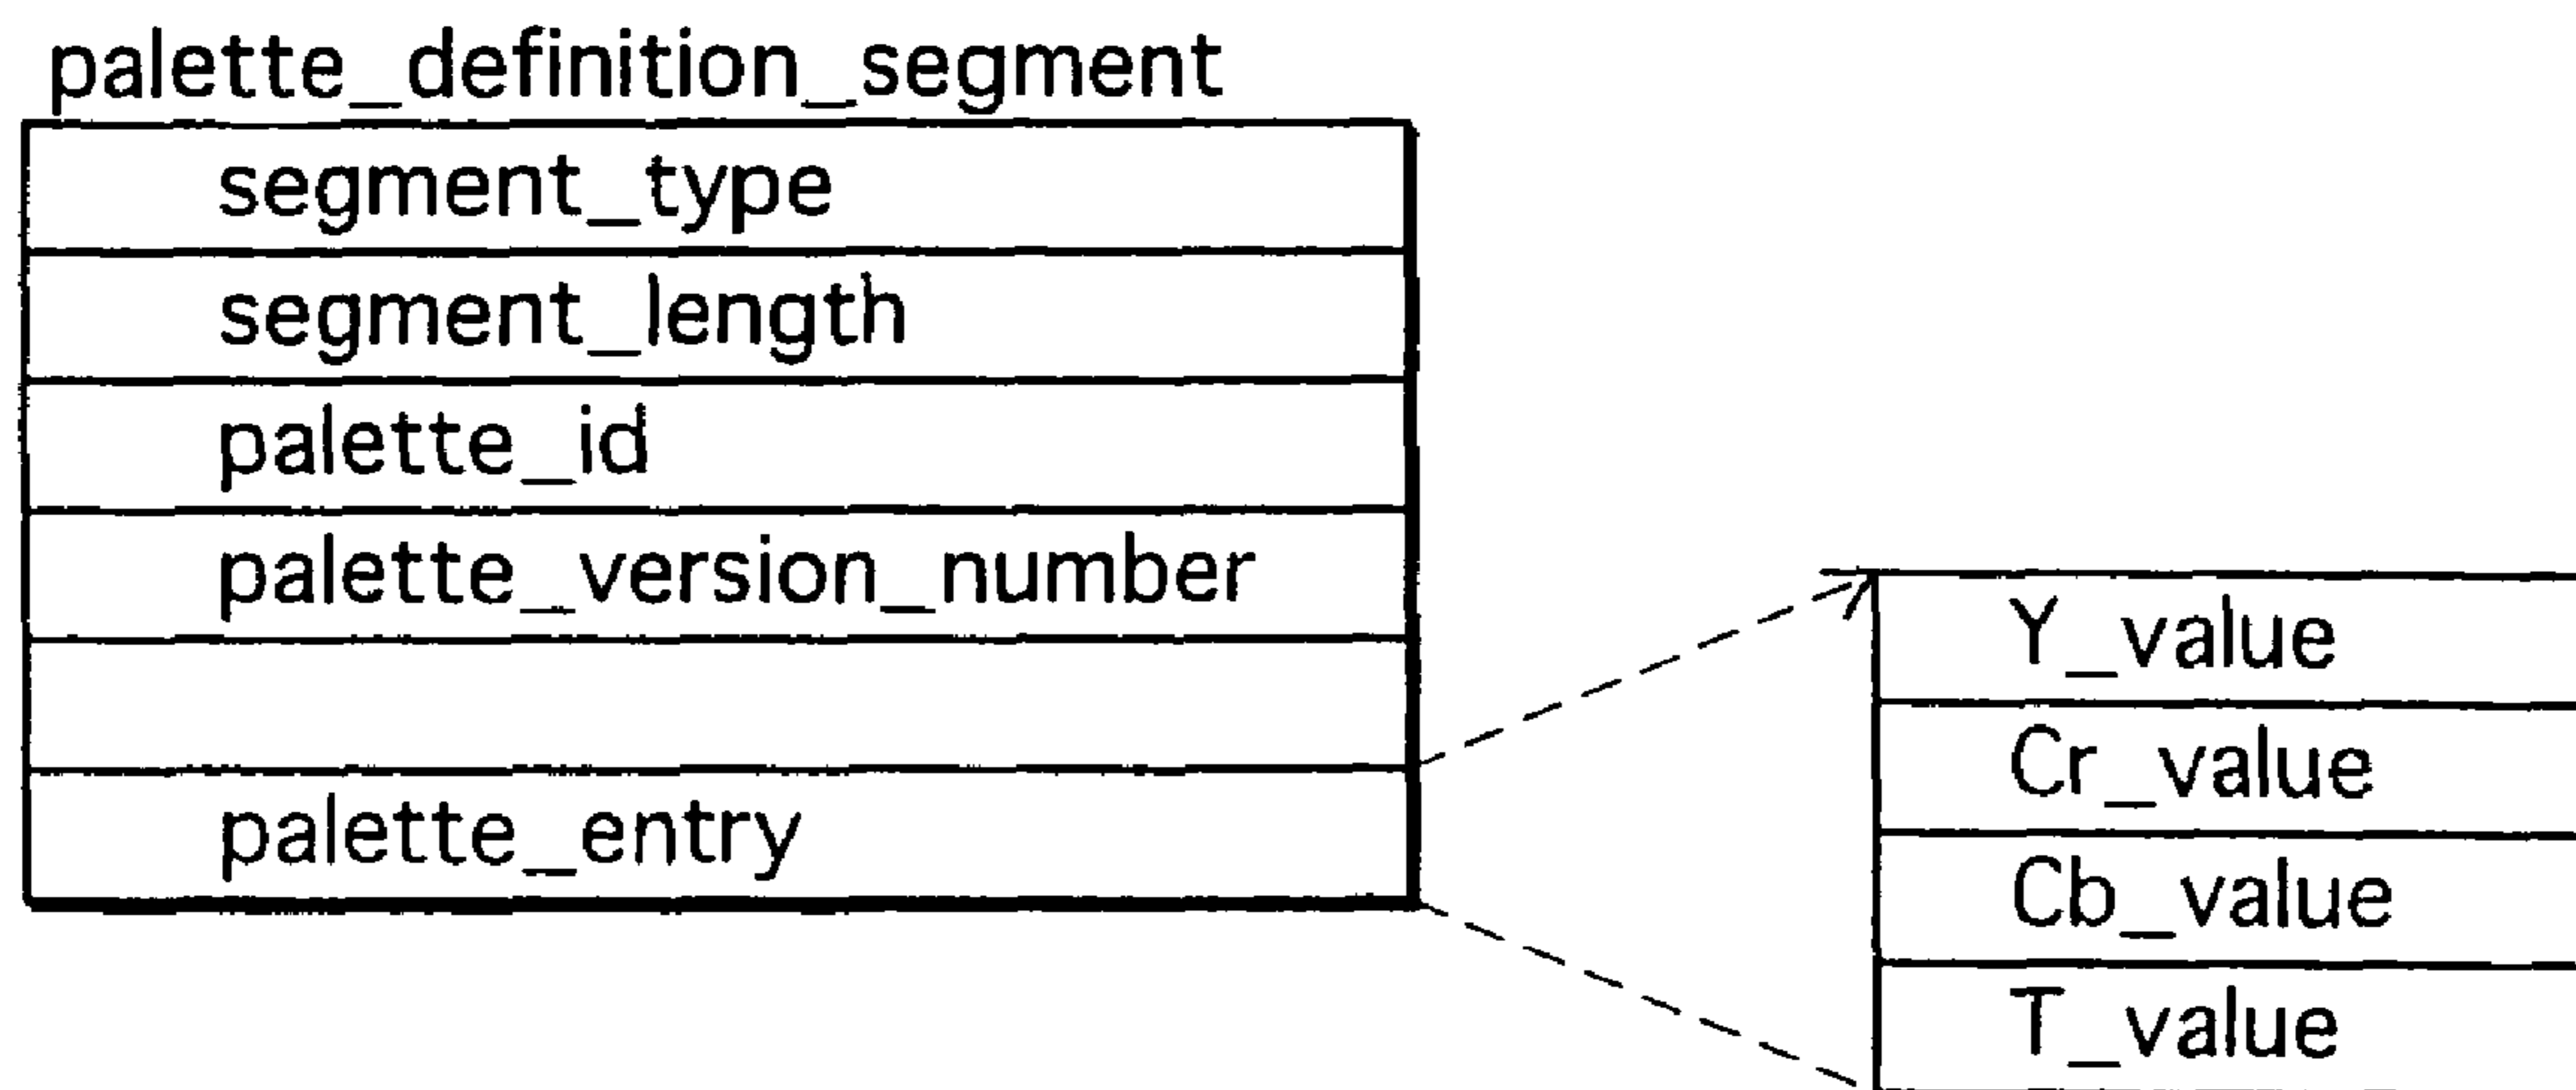 palette_definition_segment
segment_type
segment_length
palette_id
palette_version_number
palette_entry
Y_value
Cr_value
Cb_value
T_value